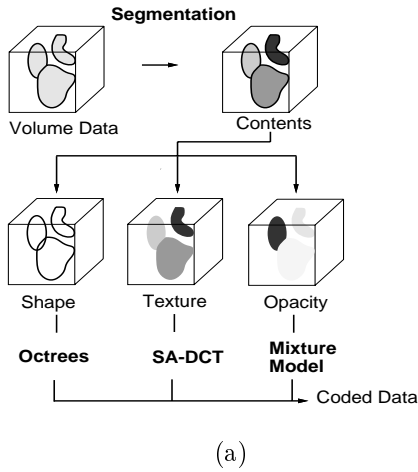 Segmentation
Volume Data
Contents
Shape
Texture
Opacity
Octrees
SA-DCT
Mixture
Model
Coded Data
(a)